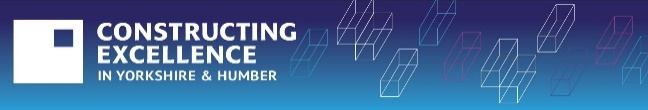 CONSTRUCTING
EXCELLENCE
IN YORKSHIRE & HUMBER